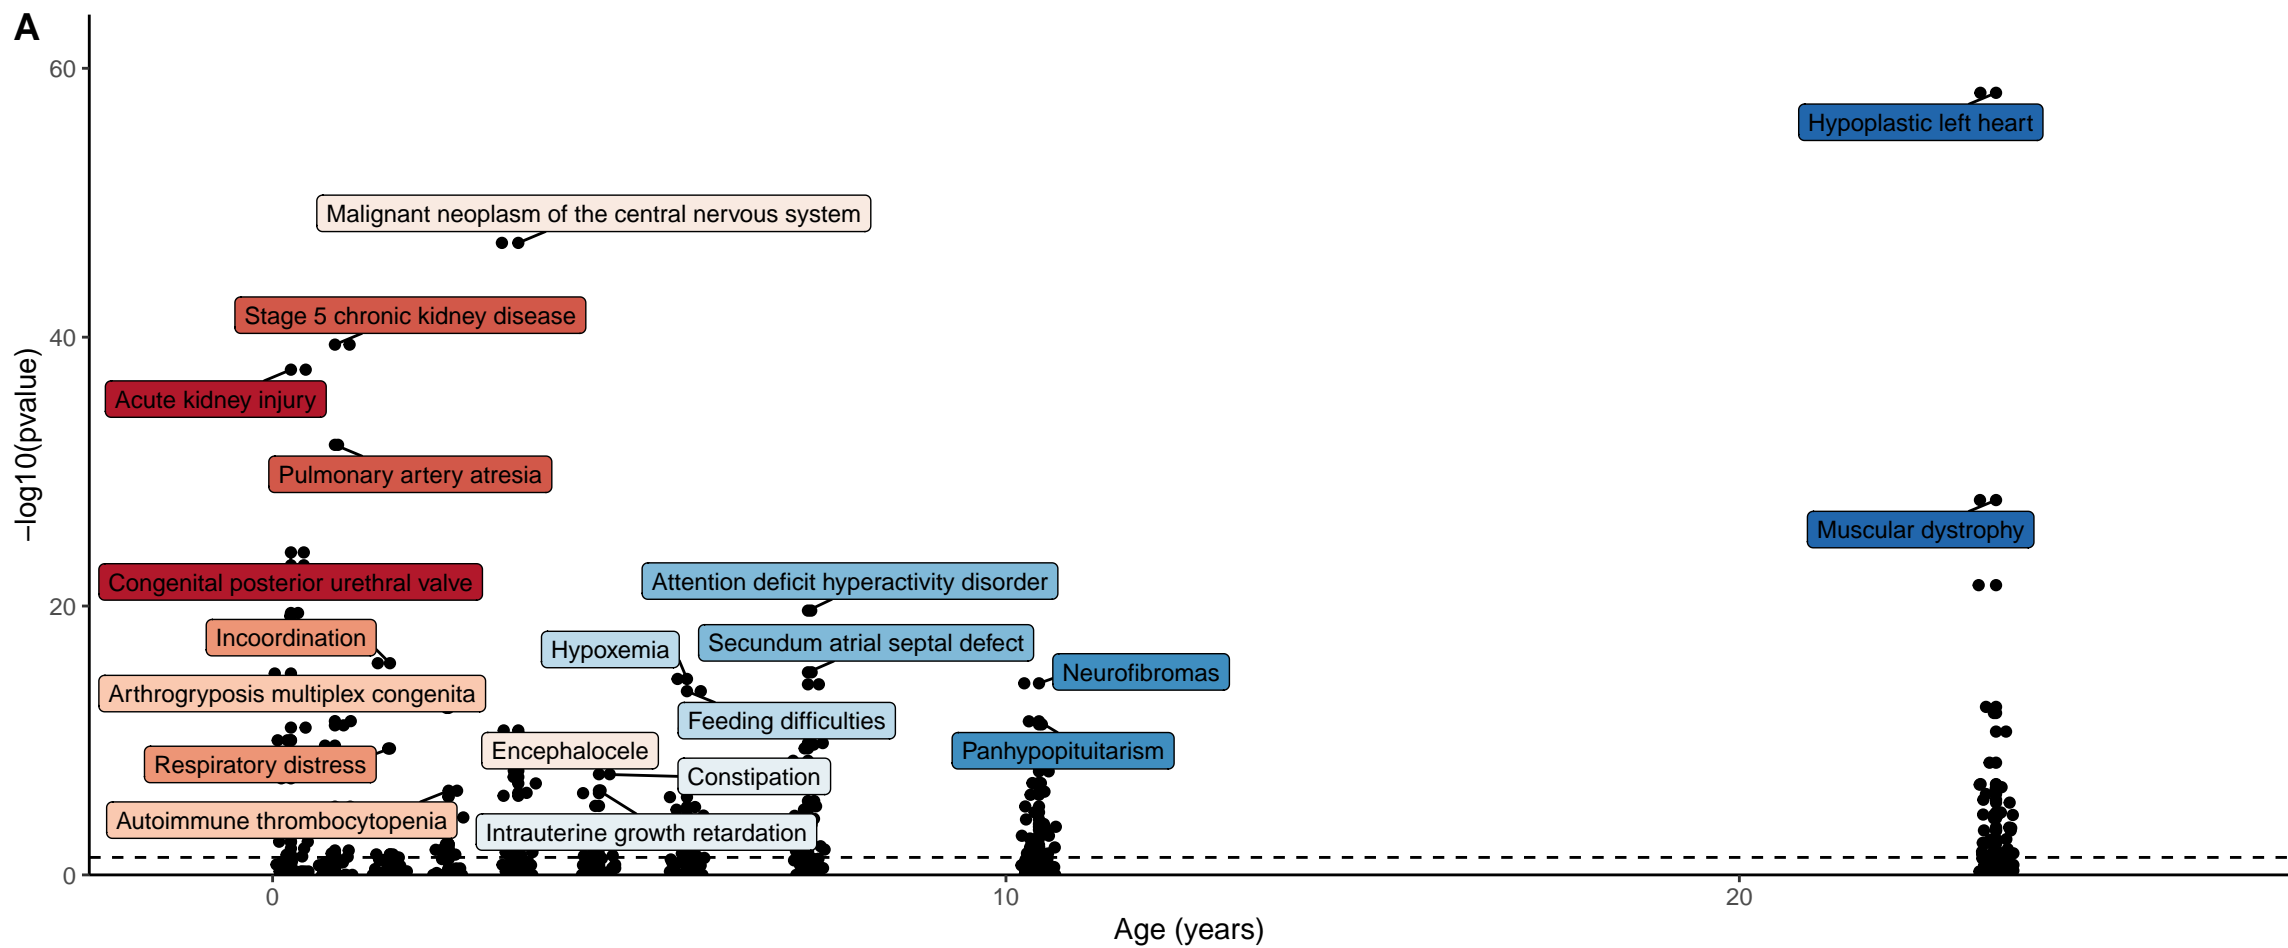 A
60
Hypoplastic left heart
Malignant neoplasm of the central nervous system
Stage 5 chronic kidney disease
40
Acute kidney injury
Pulmonary artery atresia
−log10(pvalue)
Muscular dystrophy
Congenital posterior urethral valve
Attention deficit hyperactivity disorder
20
Incoordination
Hypoxemia
Secundum atrial septal defect
Neurofibromas
Arthrogryposis multiplex congenita
Feeding difficulties
Encephalocele
Panhypopituitarism
Respiratory distress
Constipation
Autoimmune thrombocytopenia
Intrauterine growth retardation
0
0
10
20
Age (years)